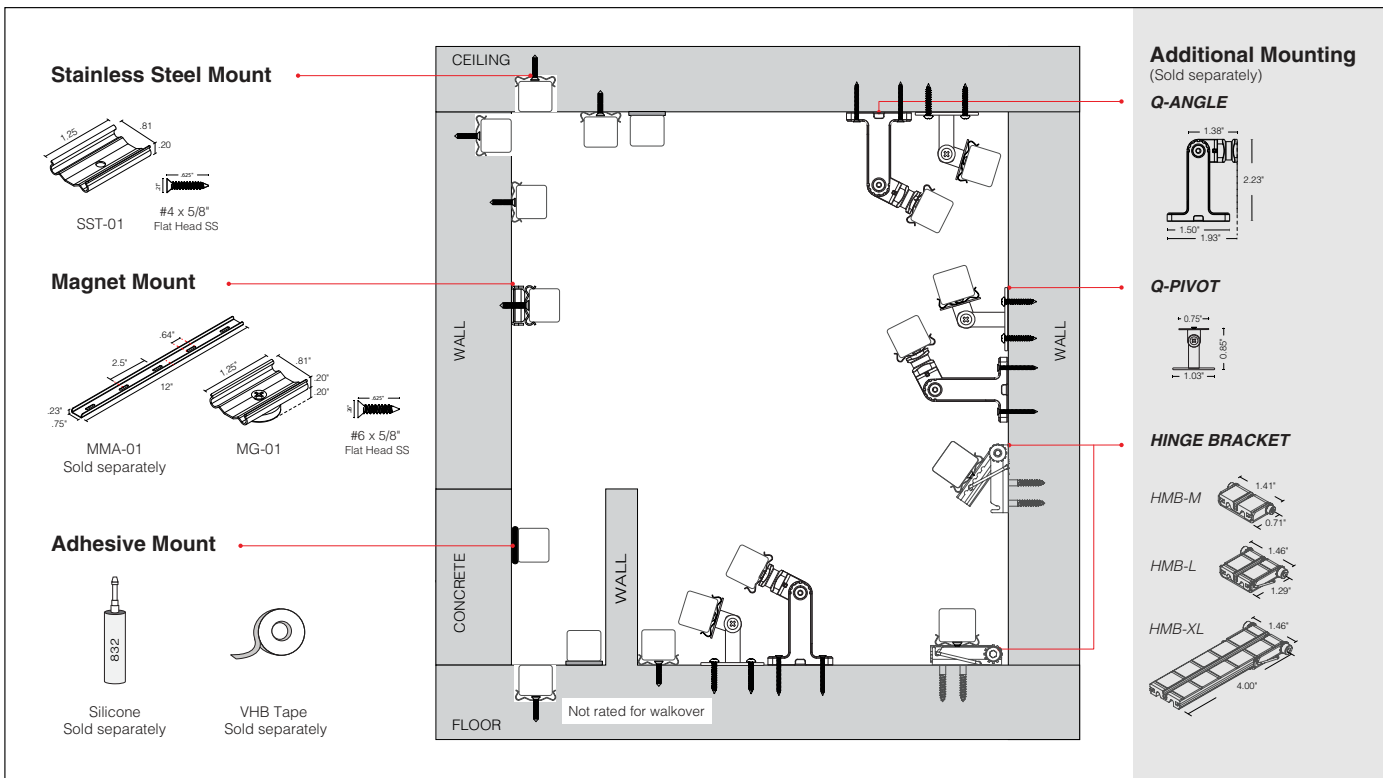 Stainless Steel Mount
1.25
.81
.20
SST-01
.21"
.625"
#4 x 5/8"
Flat Head SS
Magnet Mount
.64"
2.5"
12"
.23"
.75"
MMA-01
Sold separately
1.25"
.81"
.20"
.20"
MG-01
.625"
#6 x 5/8"
Flat Head SS
Adhesive Mount
832
Silicone
Sold separately
VHB Tape
Sold separately
CEILING
WALL
CONCRETE
WALL
WALL
FLOOR
Not rated for walkover
Additional Mounting
(Sold separately)
Q-ANGLE
1.38"
2.23"
1.50"
1.93"
Q-PIVOT
0.75"
0.85"
1.03"
HINGE BRACKET
HMB-M
1.41"
0.71"
HMB-L
1.46"
1.29"
HMB-XL
1.46"
4.00"